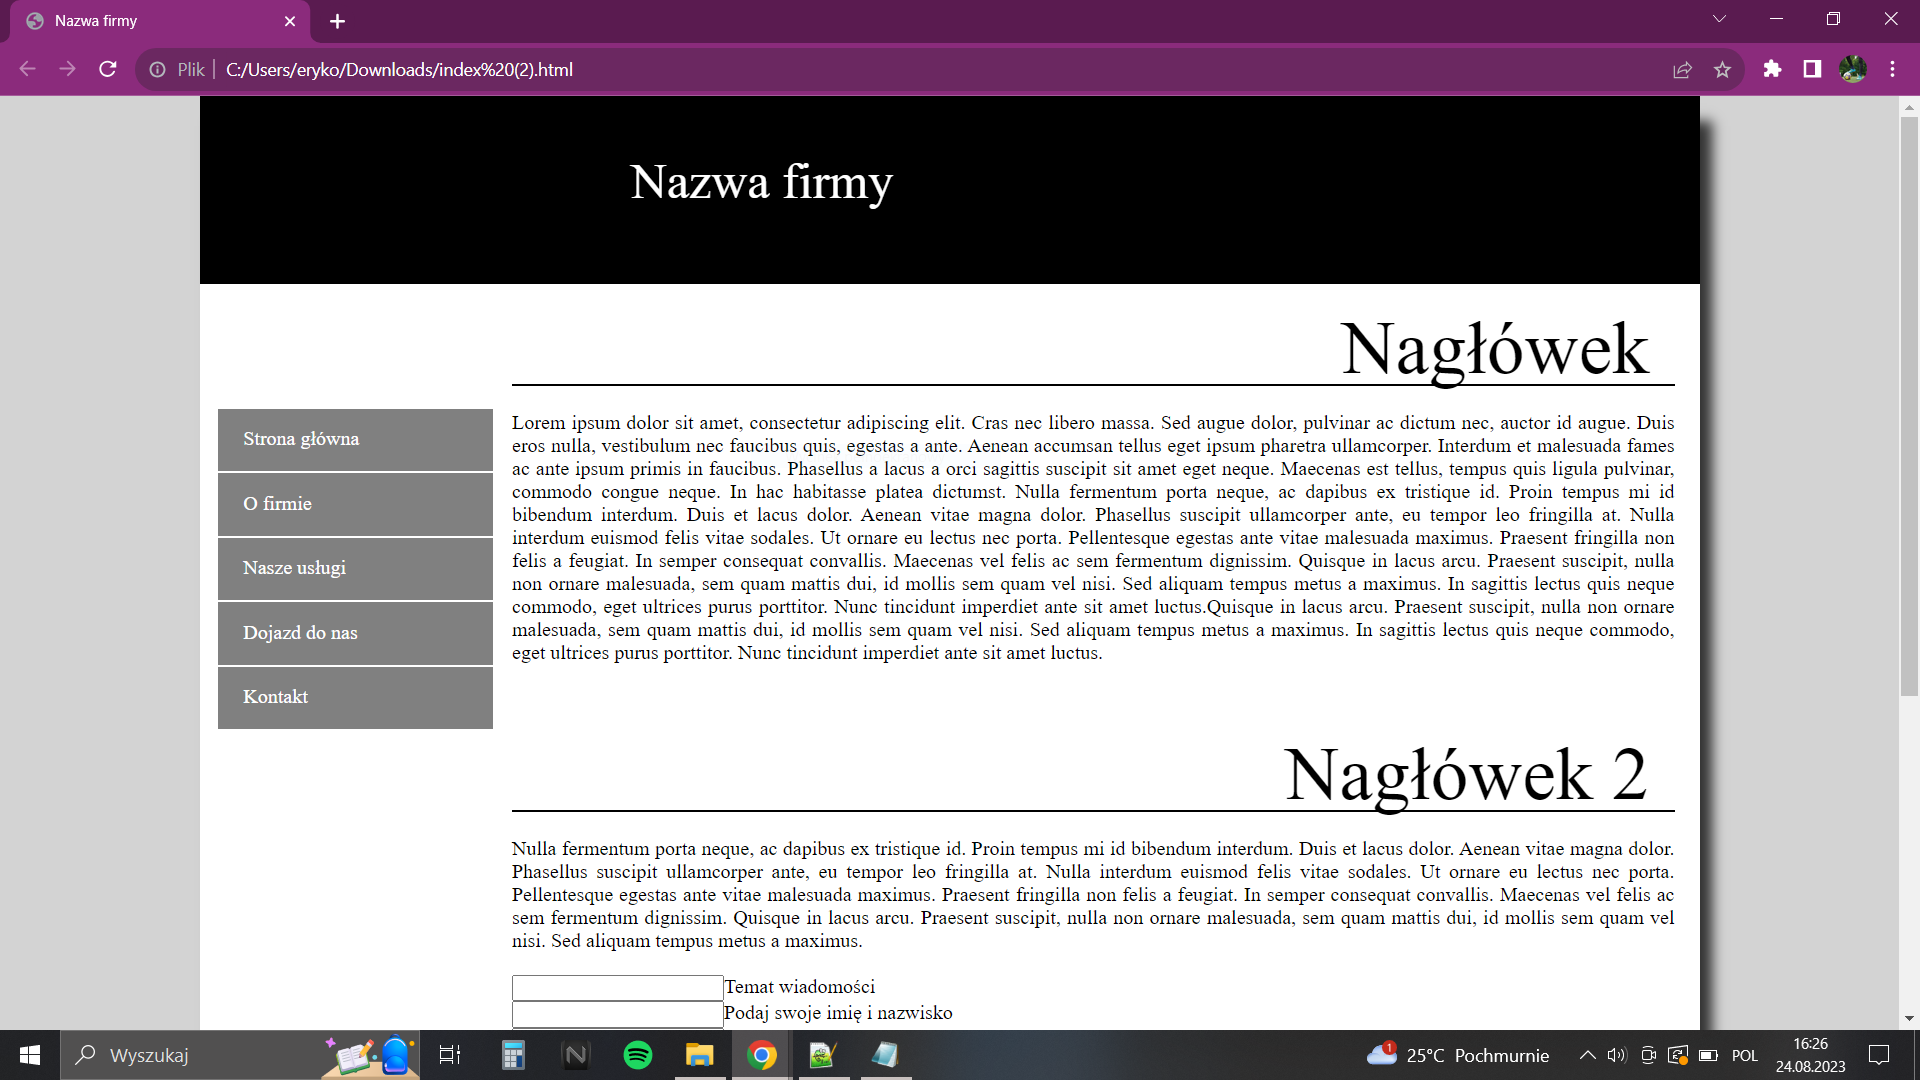 Nazwa firmy
Plik
C:/Users/eryko/Downloads/index%20(2).html
Nazwa firmy
Nagłówek
Strona główna
O firmie
Nasze usługi
Dojazd do nas
Kontakt
Lorem ipsum dolor sit amet, consectetur adipiscing elit. Cras nec libero massa. Sed augue dolor, pulvinar ac dictum nec, auctor id augue. Duis
eros nulla, vestibulum nec faucibus quis, egestas a ante. Aenean accumsan tellus eget ipsum pharetra ullamcorper. Interdum et malesuada fames
ac ante ipsum primis in faucibus. Phasellus a lacus a orci sagittis suscipit sit amet eget neque. Maecenas est tellus, tempus quis ligula pulvinar,
commodo congue neque. In hac habitasse platea dictumst. Nulla fermentum porta neque, ac dapibus ex tristique id. Proin tempus mi id
bibendum interdum. Duis et lacus dolor. Aenean vitae magna dolor. Phasellus suscipit ullamcorper ante, eu tempor leo fringilla at. Nulla
interdum euismod felis vitae sodales. Ut ornare eu lectus nec porta. Pellentesque egestas ante vitae malesuada maximus. Praesent fringilla non
felis a feugiat. In semper consequat convallis. Maecenas vel felis ac sem fermentum dignissim. Quisque in lacus arcu. Praesent suscipit, nulla
non ornare malesuada, sem quam mattis dui, id mollis sem quam vel nisi. Sed aliquam tempus metus a maximus. In sagittis lectus quis neque
commodo, eget ultrices purus porttitor. Nunc tincidunt imperdiet ante sit amet luctus.Quisque in lacus arcu. Praesent suscipit, nulla non ornare
malesuada, sem quam mattis dui, id mollis sem quam vel nisi. Sed aliquam tempus metus a maximus. In sagittis lectus quis neque commodo,
eget ultrices purus porttitor. Nunc tincidunt imperdiet ante sit amet luctus.
Nagłówek 2
Nulla fermentum porta neque, ac dapibus ex tristique id. Proin tempus mi id bibendum interdum. Duis et lacus dolor. Aenean vitae magna dolor.
Phasellus suscipit ullamcorper ante, eu tempor leo fringilla at. Nulla interdum euismod felis vitae sodales. Ut ornare eu lectus nec porta.
Pellentesque egestas ante vitae malesuada maximus. Praesent fringilla non felis a feugiat. In semper consequat convallis. Maecenas vel felis ac
sem fermentum dignissim. Quisque in lacus arcu. Praesent suscipit, nulla non ornare malesuada, sem quam mattis dui, id mollis sem quam vel
nisi. Sed aliquam tempus metus a maximus.
Temat wiadomości
Podaj swoje imię i nazwisko
Wyszukaj
1
25°C Pochmurnie
POL
16:26
24.08.2023